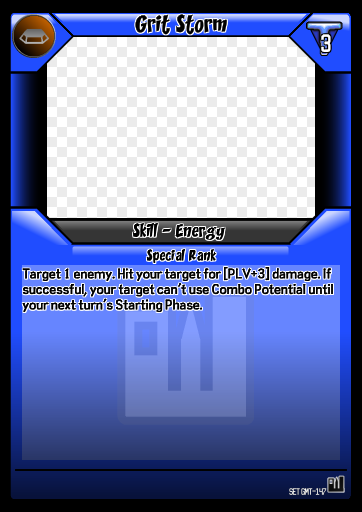 Grit Storm
3
Skill - Energy
Special Rank
Target 1 enemy. Hit your target for [PLV+3] damage. If
successful, your target can't use Combo Potential until
your next turn's Starting Phase.
SET GMT-147